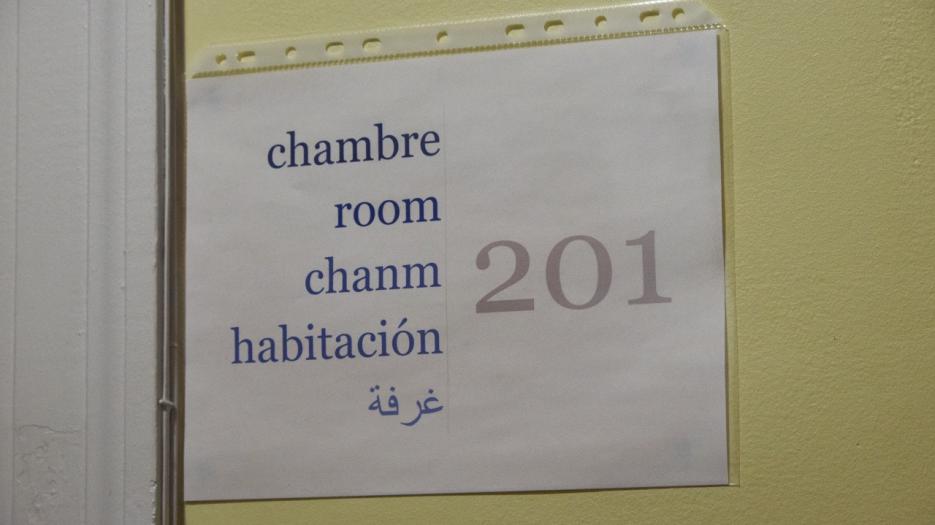 chambre
room
chanm
habitación
غرفة
201